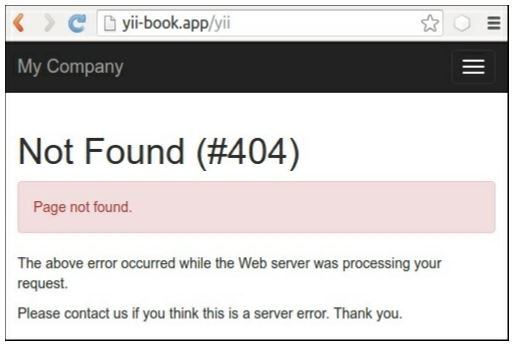 yii-book.app/yii
My Company
Not Found (#404)
Page not found.
The above error occurred while the Web server was processing your
request.
Please contact us if you think this is a server error. Thank you.